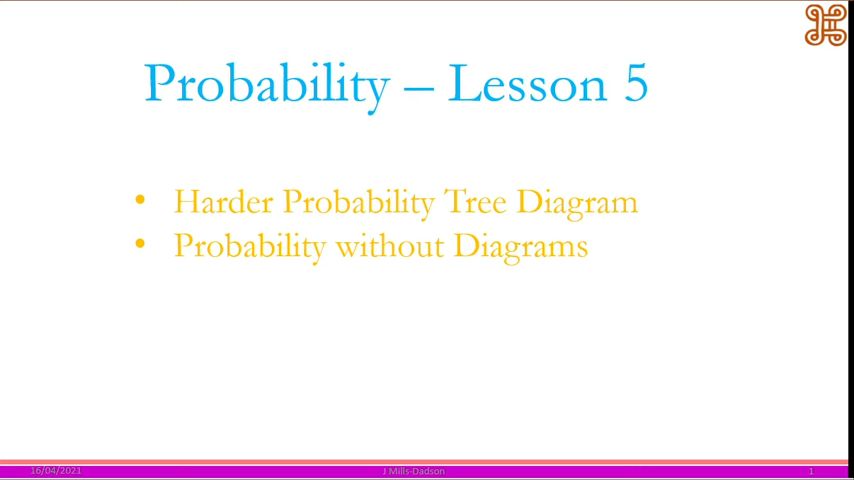 Probability – Lesson 5
• Harder Probability Tree Diagram
• Probability without Diagrams
16/04/2021 J Mills-Dadson 1